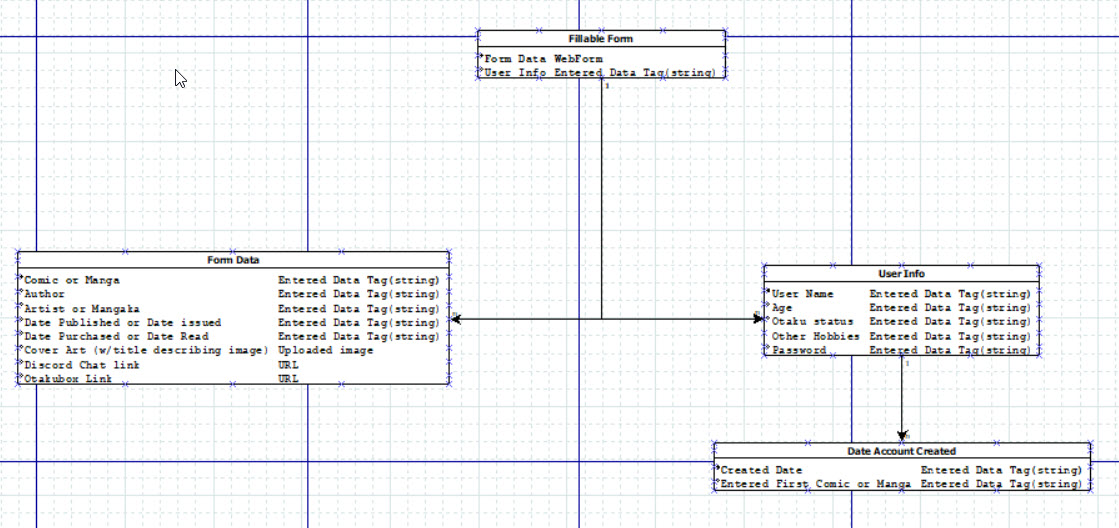 Fillable Form
Form Data WebForm
User Info Entered Data Tag(string)
1
Form Data
Comic or Manga Entered Data Tag(string)
Author Entered Data Tag(string)
Artist or Mangaka Entered Data Tag(string)
Date Published or Date issued Entered Data Tag(string)
Date Purchased or Date Read Entered Data Tag(string)
Cover Art (w/title describing image) Uploaded image
Discord Chat link URL
Otakubox Link URL
User Info
User Name Entered Data Tag(string)
Age Entered Data Tag(string)
Otaku status Entered Data Tag(string)
Other Hobbies Entered Data Tag(string)
Password Entered Data Tag(string)
1
Date Account Created
Created Date Entered Data Tag(string)
Entered First Comic or Manga Entered Data Tag(string)